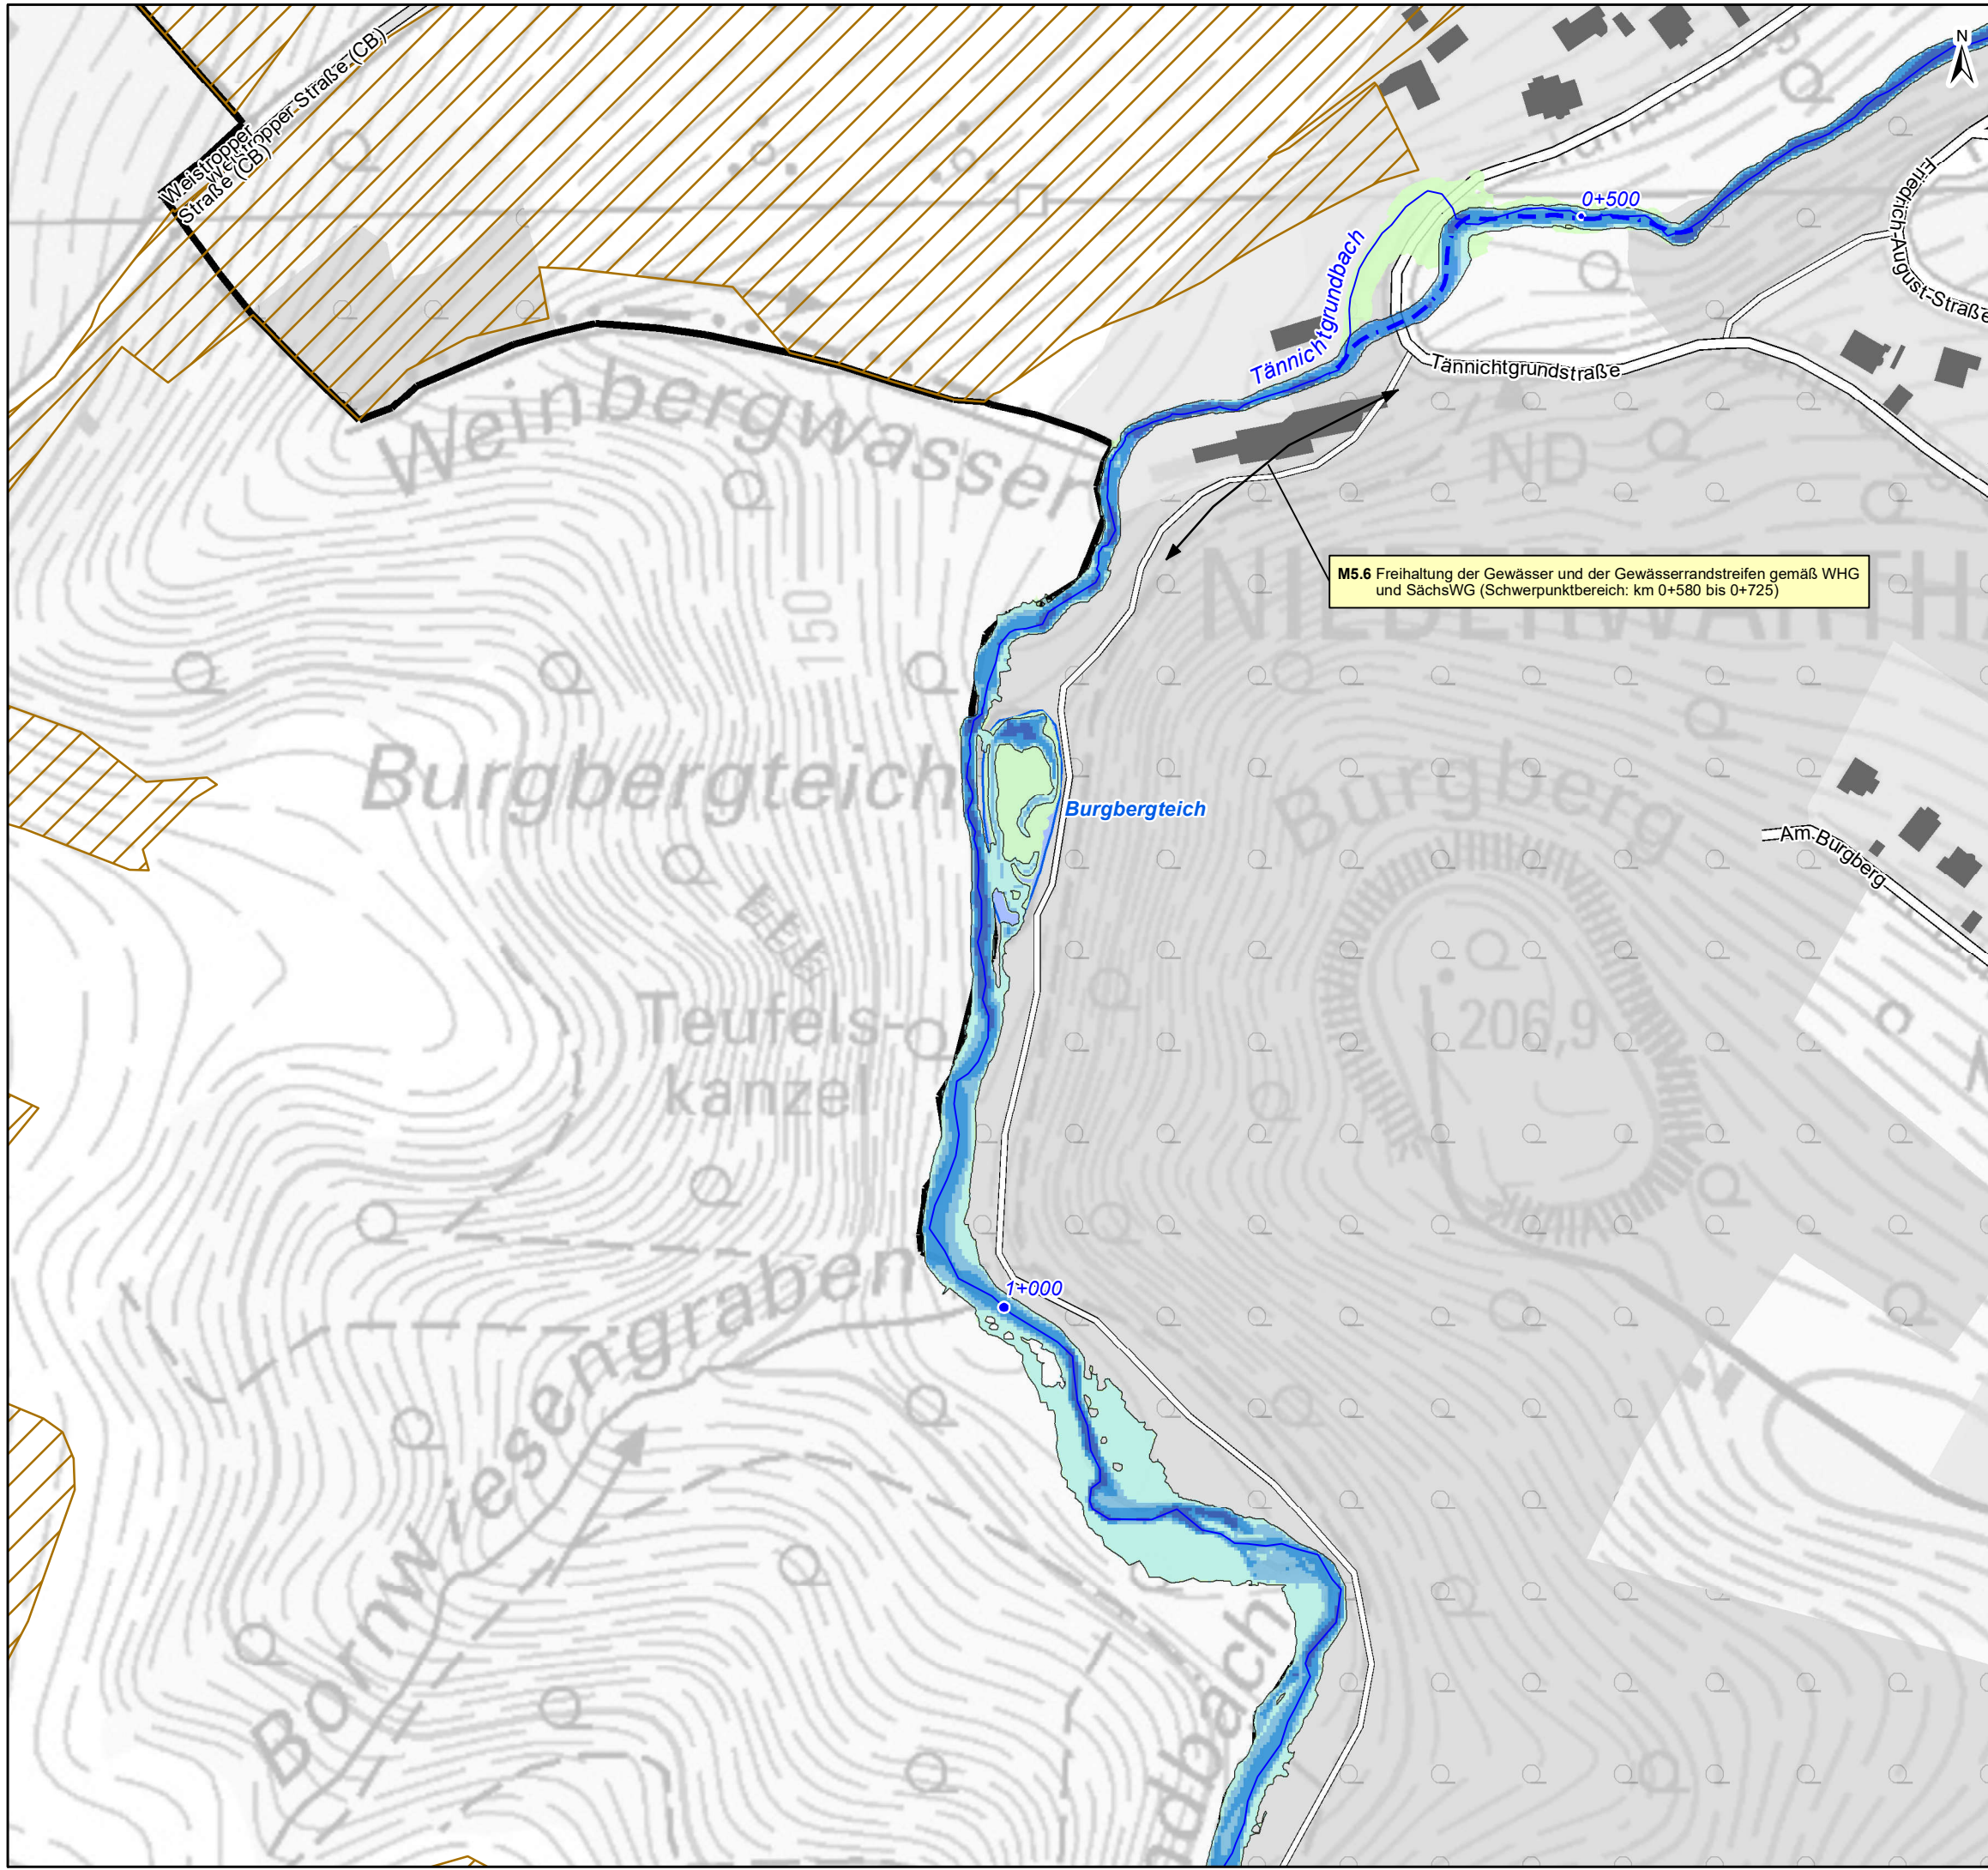 Weistropper Straße (CB)
Weistropper
Straße (CB)
N
0+500
Friedrich-August-Straße
Tännichtgrundbach
Tännichtgrundstraße
Weinbergwasser
ND
M5.6 Freihaltung der Gewässer und der Gewässerrandstreifen gemäß WHG
und SächsWG (Schwerpunktbereich: km 0+580 bis 0+725)
NIEDERWARTH
150
Burgbergteich
Burgbergteich
Burgberg
Am Burgberg
Teufels-
kanzel
206,9
1+000
Bornwiesengraben
ndbach